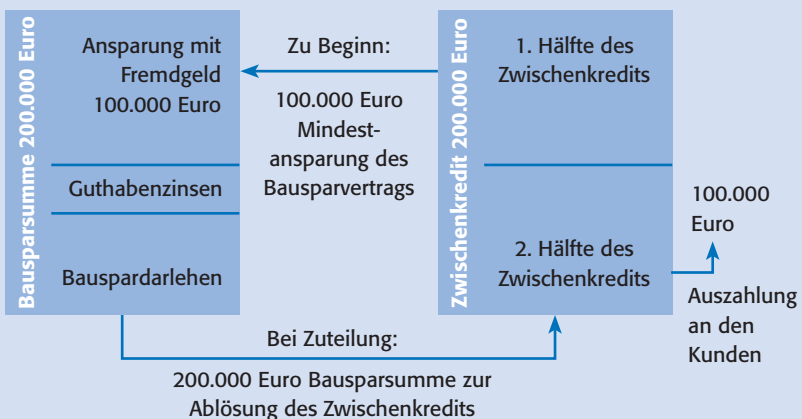 Bausparsumme 200.000 Euro
Ansparung mit
Fremdgeld
100.000 Euro
Guthabenzinsen
Bauspardarlehen
Zu Beginn:
100.000 Euro
Mindest-
ansparung des
Bausparvertrags
Zwischenkredit 200.000 Euro
1. Hälfte des
Zwischenkredits
2. Hälfte des
Zwischenkredits
100.000
Euro
Auszahlung
an den
Kunden
Bei Zuteilung:
200.000 Euro Bausparsumme zur
Ablösung des Zwischenkredits